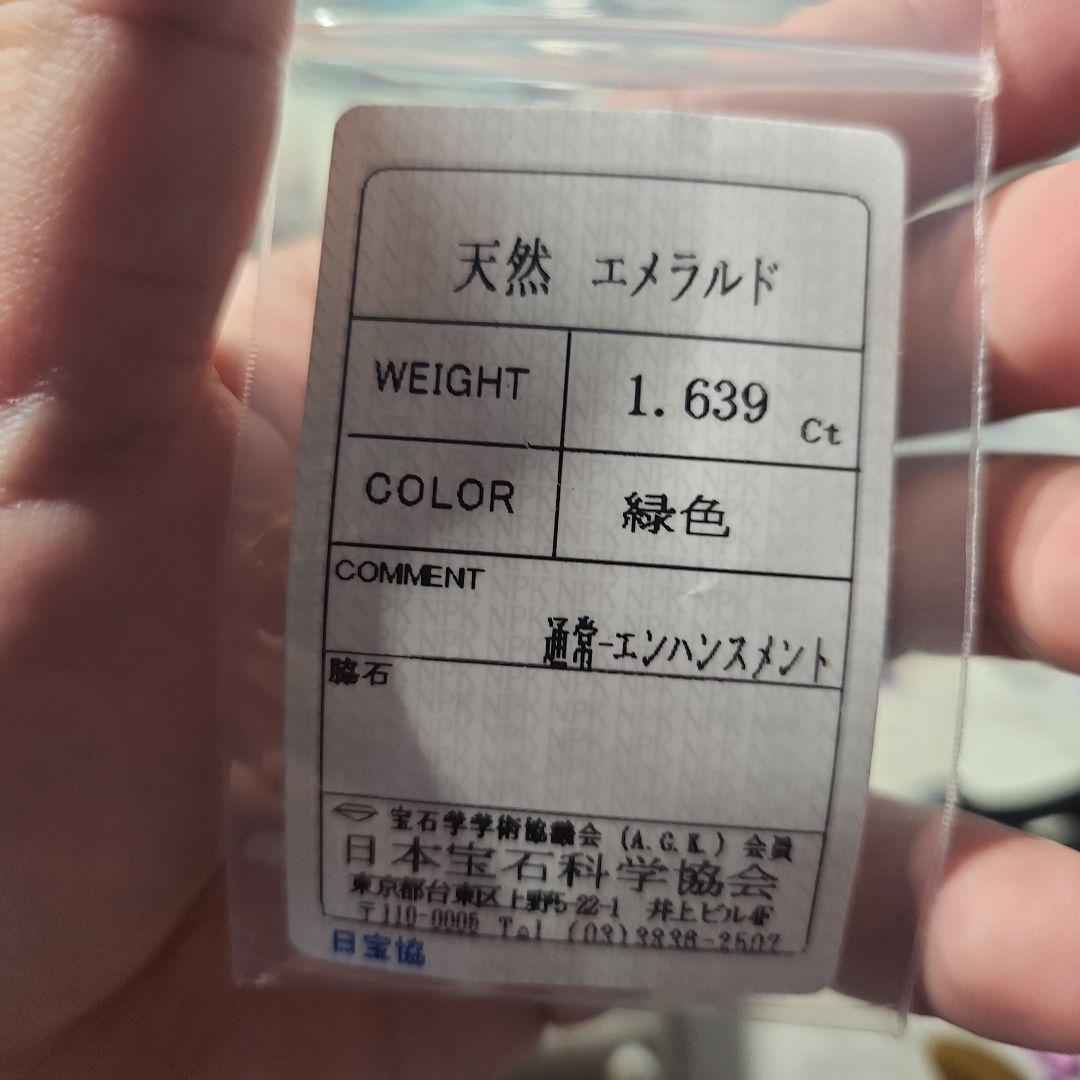 天然 エメラルド
WEIGHT 1.639 Ct
COLOR 緑色
COMMENT
通常-エンハンスメント
脇石
宝石学学術協議会 (A.G.K.) 会員
日本宝石科学協会
東京都台東区上野5-22-1 井上ビル4F
〒110-0005 Tel (03)3836-2507
日宝協